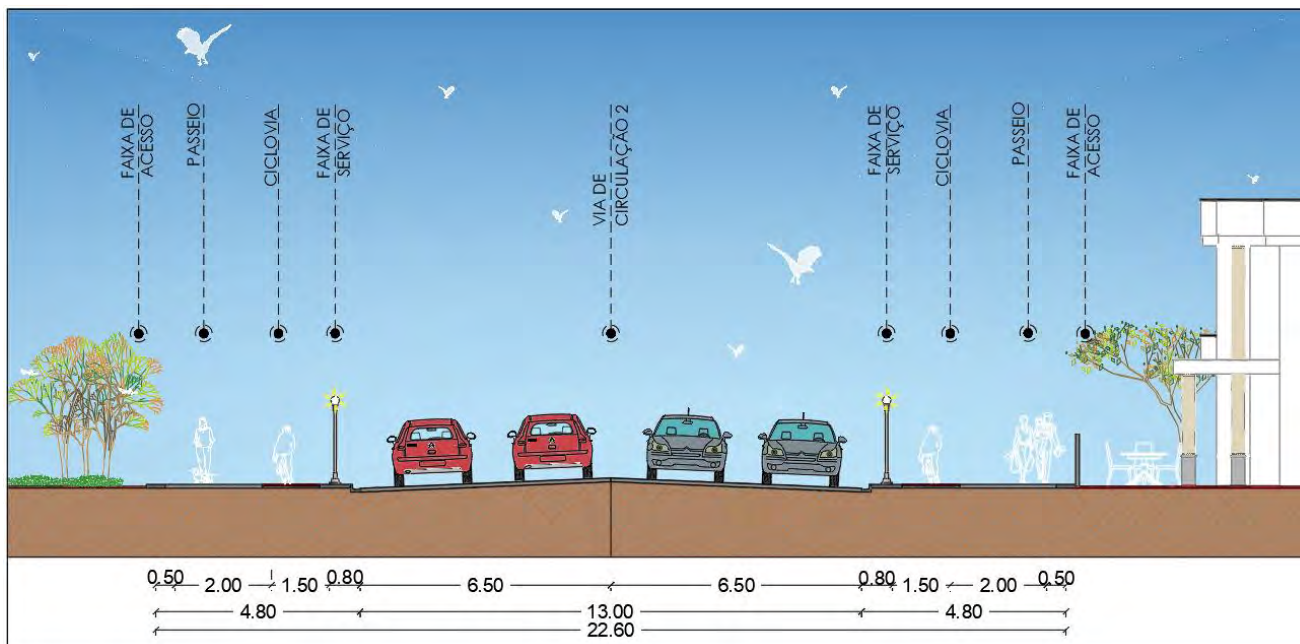 FAIXA DE
ACESSO
PASSEIO
CICLOVIA
FAIXA DE
SERVIÇO
VIA DE
CIRCULAÇÃO 2
FAIXA DE
SERVIÇO
CICLOVIA
PASSEIO
FAIXA DE
ACESSO
0.50 2.00 1.50 0.80 6.50 6.50 0.80 1.50 2.00 0.50
4.80 13.00 4.80
22.60